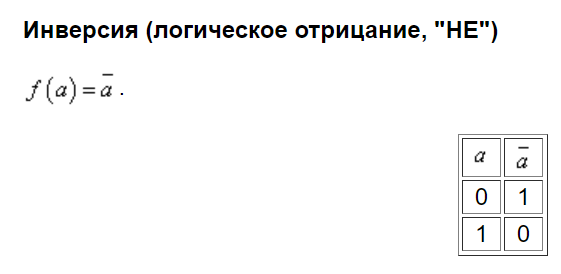 Инверсия (логическое отрицание, "НЕ")
f(a)=a̅.
a a̅
0 1
1 0